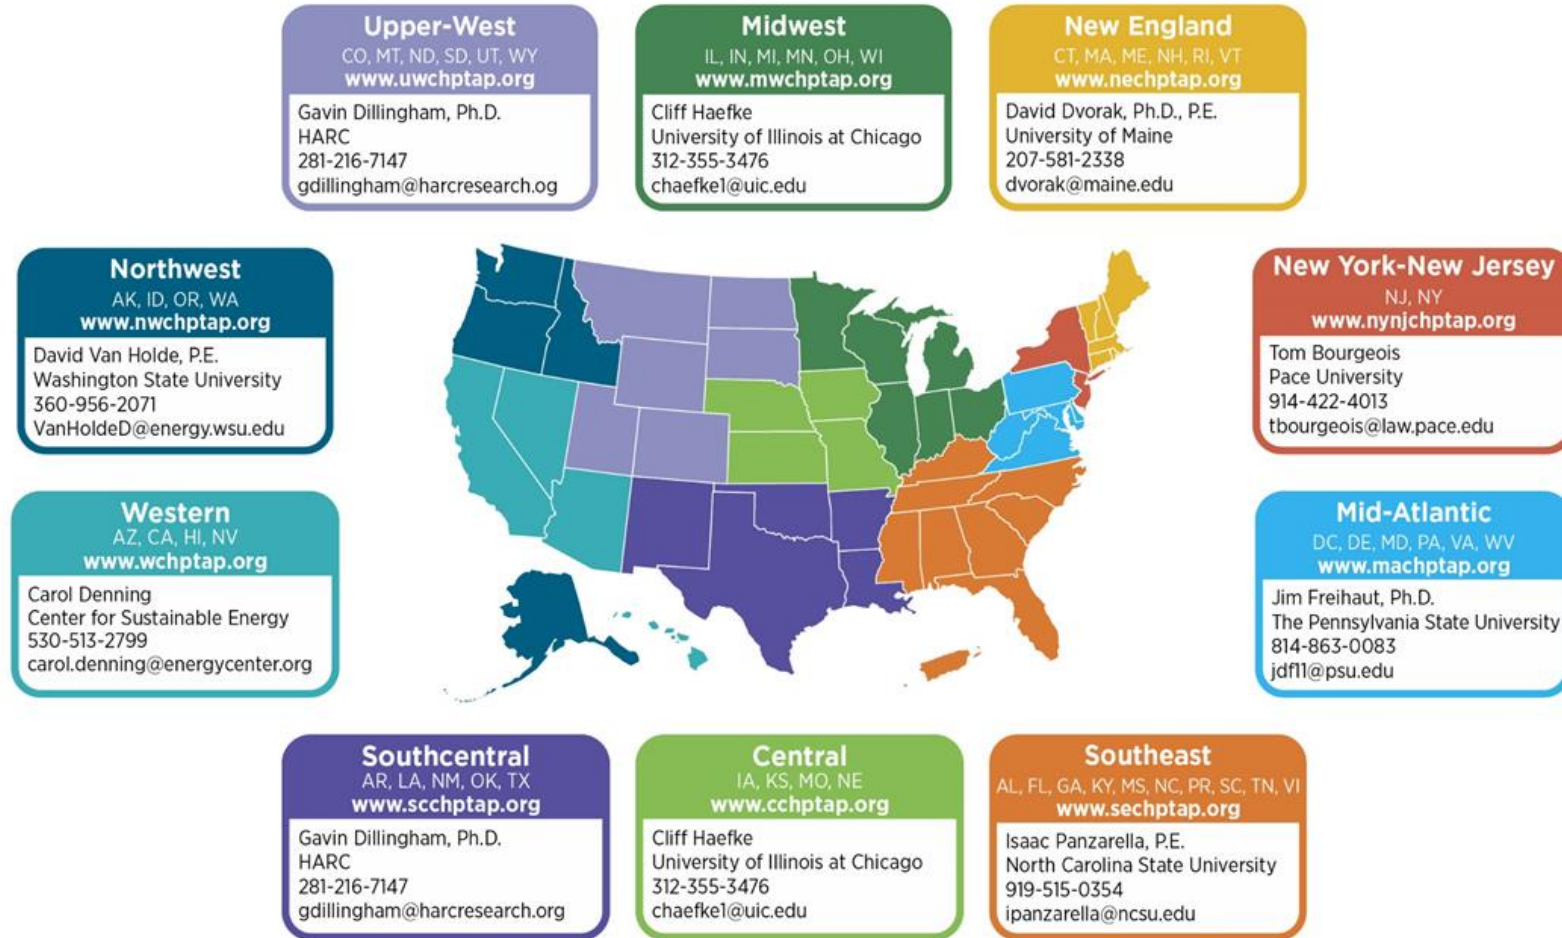 Upper-West
CO, MT, ND, SD, UT, WY
www.uwchptap.org
Gavin Dillingham, Ph.D.
HARC
281-216-7147
gdillingham@harcresearch.og
Midwest
IL, IN, MI, MN, OH, WI
www.mwchptap.org
Cliff Haefke
University of Illinois at Chicago
312-355-3476
chaefke1@uic.edu
New England
CT, MA, ME, NH, RI, VT
www.nechptap.org
David Dvorak, Ph.D., P.E.
University of Maine
207-581-2338
dvorak@maine.edu
Northwest
AK, ID, OR, WA
www.nwchptap.org
David Van Holde, P.E.
Washington State University
360-956-2071
VanHoldeD@energy.wsu.edu
New York-New Jersey
NJ, NY
www.nynjchptap.org
Tom Bourgeois
Pace University
914-422-4013
tbourgeois@law.pace.edu
Western
AZ, CA, HI, NV
www.wchptap.org
Carol Denning
Center for Sustainable Energy
530-513-2799
carol.denning@energycenter.org
Mid-Atlantic
DC, DE, MD, PA, VA, WV
www.machptap.org
Jim Freihaut, Ph.D.
The Pennsylvania State University
814-863-0083
jdf11@psu.edu
Southcentral
AR, LA, NM, OK, TX
www.scchptap.org
Gavin Dillingham, Ph.D.
HARC
281-216-7147
gdillingham@harcresearch.org
Central
IA, KS, MO, NE
www.cchptap.org
Cliff Haefke
University of Illinois at Chicago
312-355-3476
chaefke1@uic.edu
Southeast
AL, FL, GA, KY, MS, NC, PR, SC, TN, VI
www.sechptap.org
Isaac Panzarella, P.E.
North Carolina State University
919-515-0354
ipanzarella@ncsu.edu